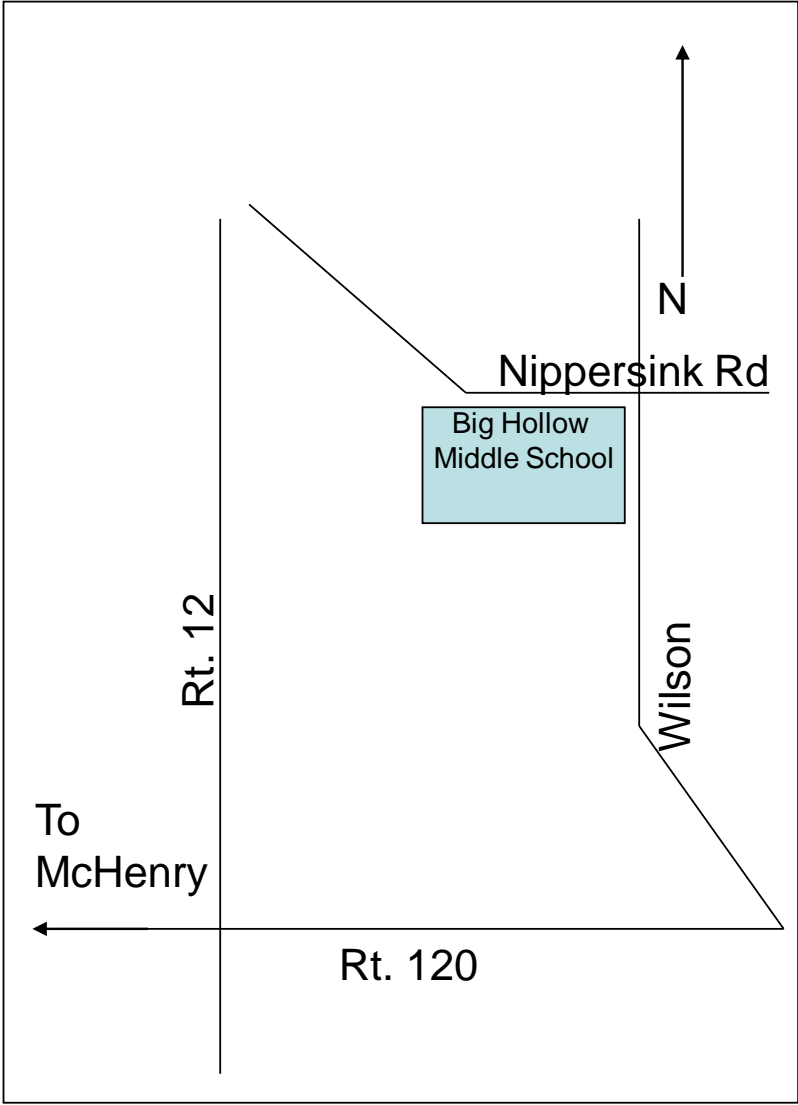 N
Nippersink Rd
Big Hollow
Middle School
Rt. 12
Wilson
To
McHenry
Rt. 120